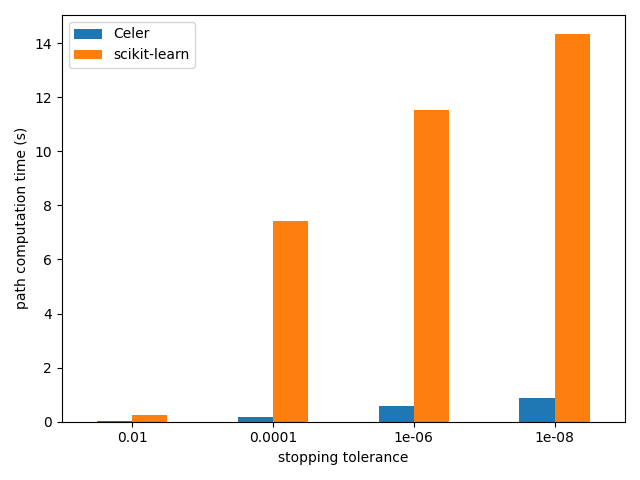 Celer
scikit-learn
path computation time (s)
14
12
10
8
6
4
2
0
0.01 0.0001 1e-06 1e-08
stopping tolerance